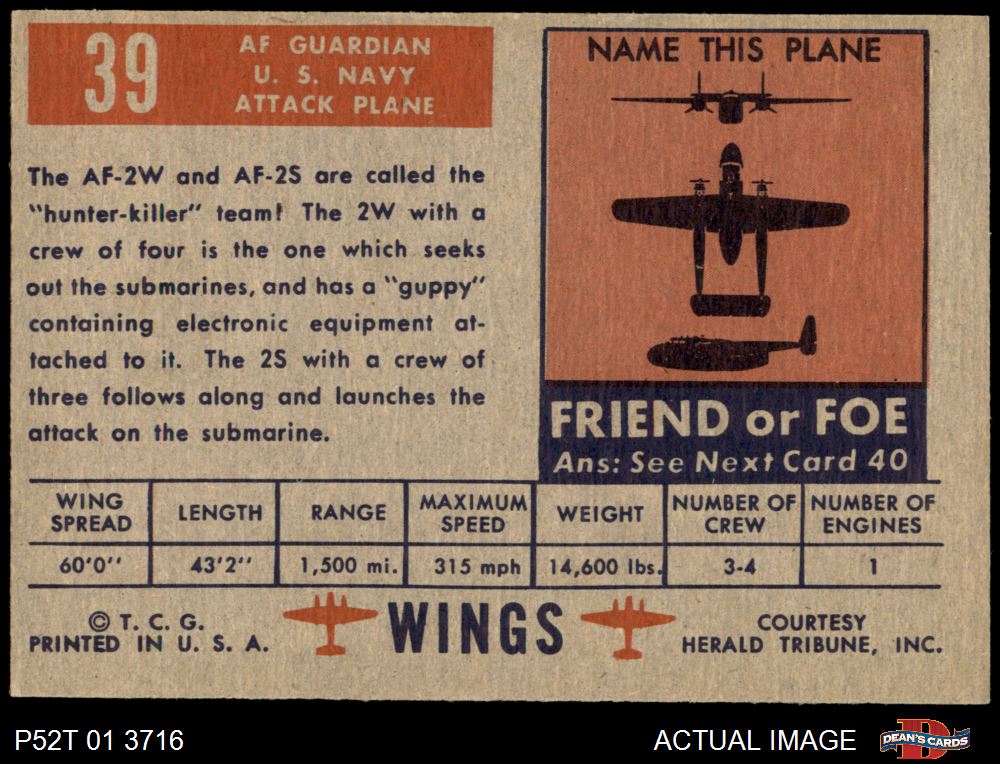 39
AF GUARDIAN
U. S. NAVY
ATTACK PLANE
The AF-2W and AF-2S are called the
"hunter-killer" team! The 2W with a
crew of four is the one which seeks
out the submarines, and has a "guppy"
containing electronic equipment at-
tached to it. The 2S with a crew of
three follows along and launches the
attack on the submarine.
NAME THIS PLANE
FRIEND or FOE
Ans: See Next Card 40
WING SPREAD LENGTH RANGE MAXIMUM SPEED WEIGHT NUMBER OF CREW NUMBER OF ENGINES
60'0'' 43'2'' 1,500 mi. 315 mph 14,600 lbs. 3-4 1
© T. C. G.
PRINTED IN U. S. A.
WINGS
COURTESY
HERALD TRIBUNE, INC.
P52T 01 3716
ACTUAL IMAGE
D
DEAN'S CARDS